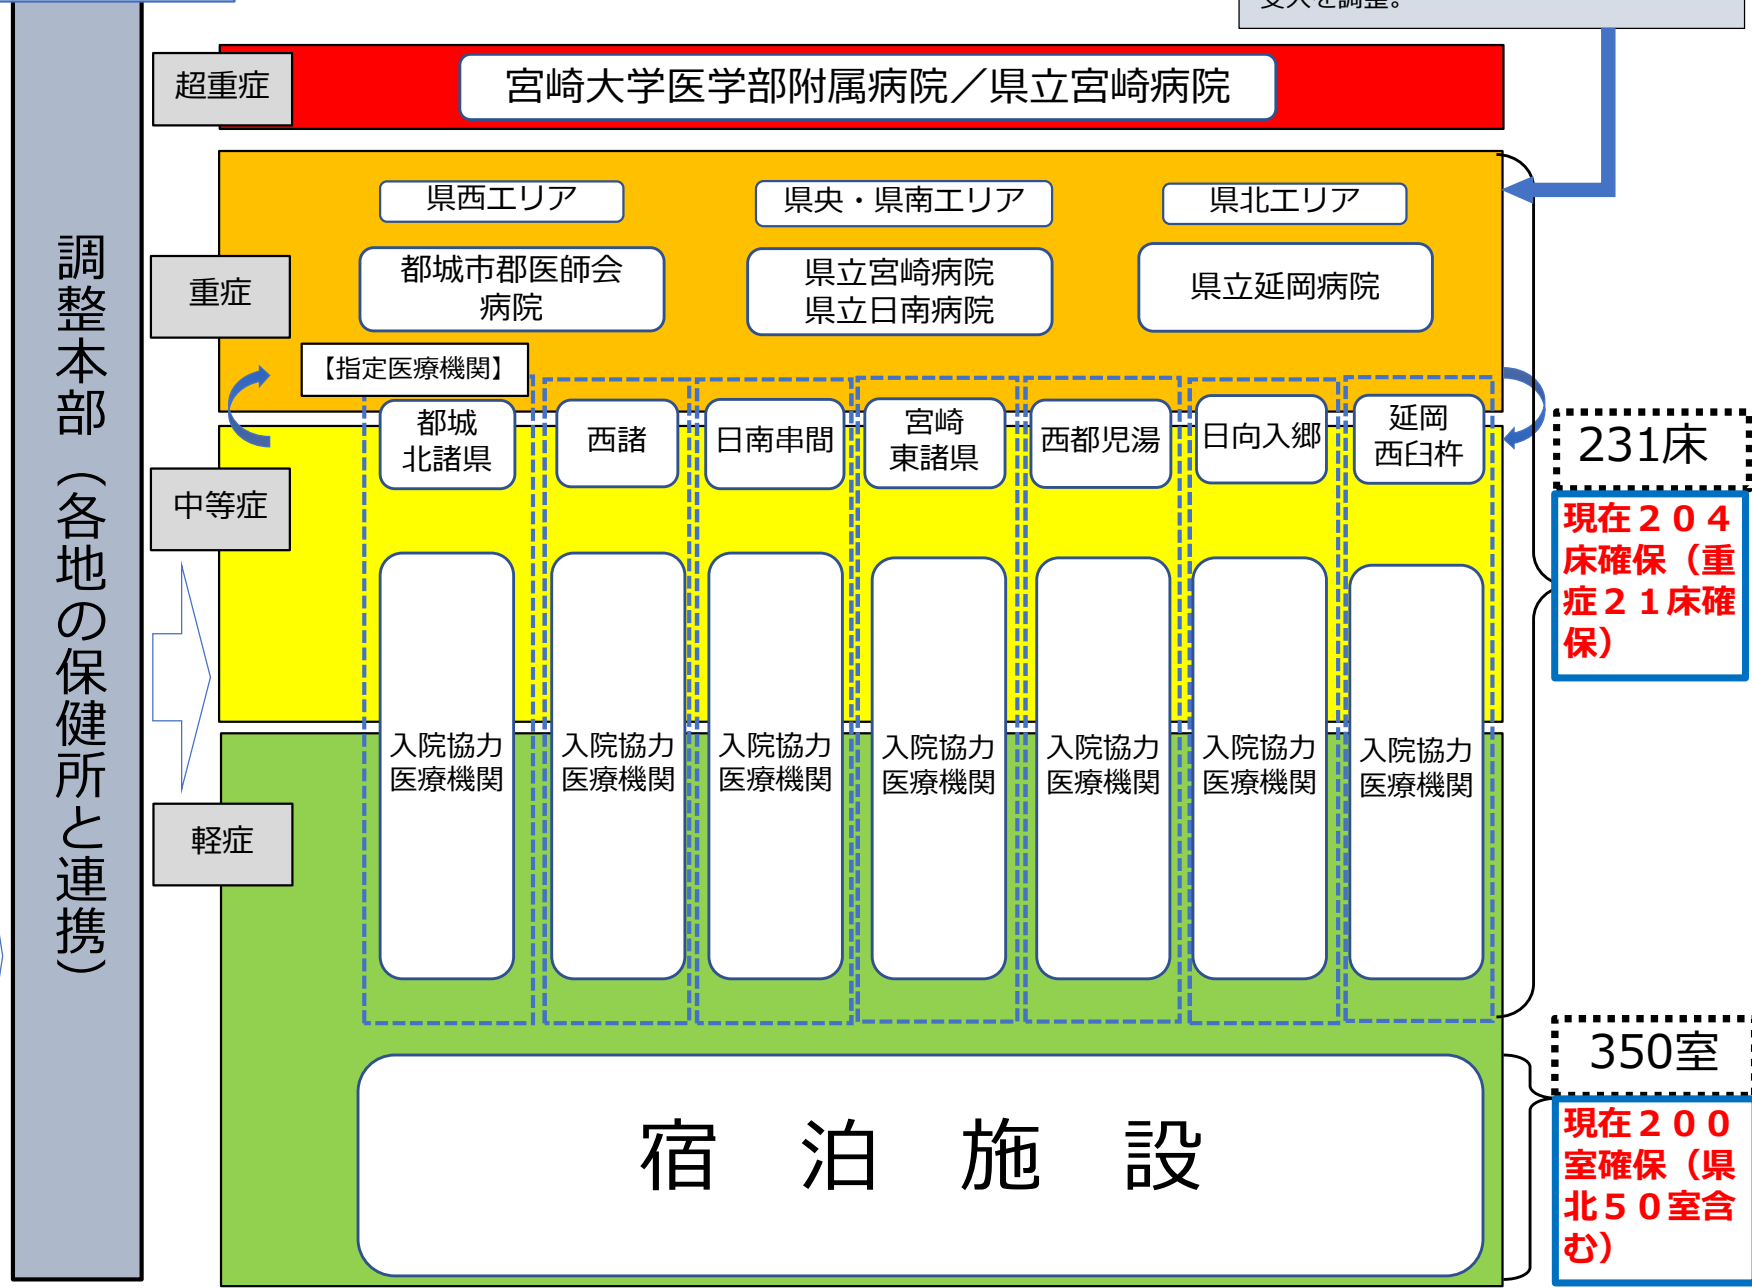 受入を調整。
調整本部（各地の保健所と連携）
超重症
宮崎大学医学部附属病院／県立宮崎病院
県西エリア
県央・県南エリア
県北エリア
重症
都城市郡医師会
病院
県立宮崎病院
県立日南病院
県立延岡病院
【指定医療機関】
都城
北諸県
西諸
日南串間
宮崎
東諸県
西都児湯
日向入郷
延岡
西臼杵
中等症
231床
現在２０４
床確保（重
症２１床確
保）
入院協力
医療機関
入院協力
医療機関
入院協力
医療機関
入院協力
医療機関
入院協力
医療機関
入院協力
医療機関
入院協力
医療機関
軽症
宿　泊　施　設
350室
現在２００
室確保（県
北５０室含
む）